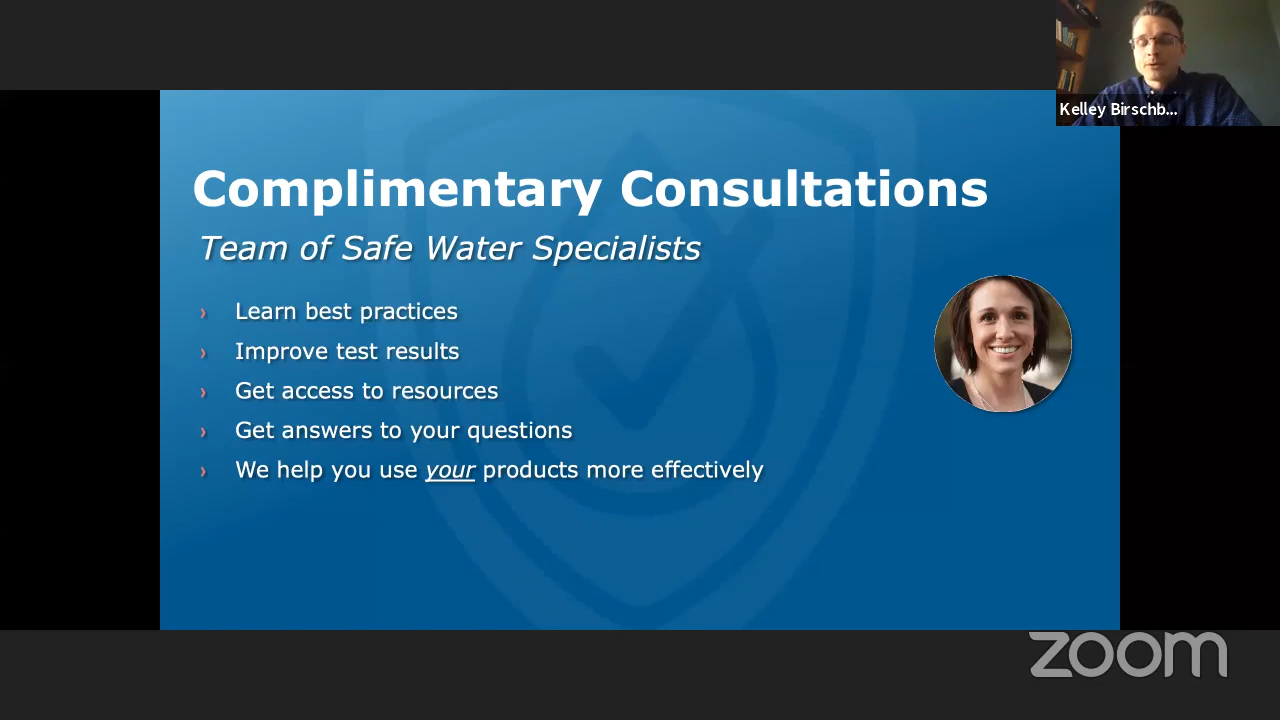 Kelley Birschb...
Complimentary Consultations
Team of Safe Water Specialists
› Learn best practices
› Improve test results
› Get access to resources
› Get answers to your questions
› We help you use your products more effectively
zoom